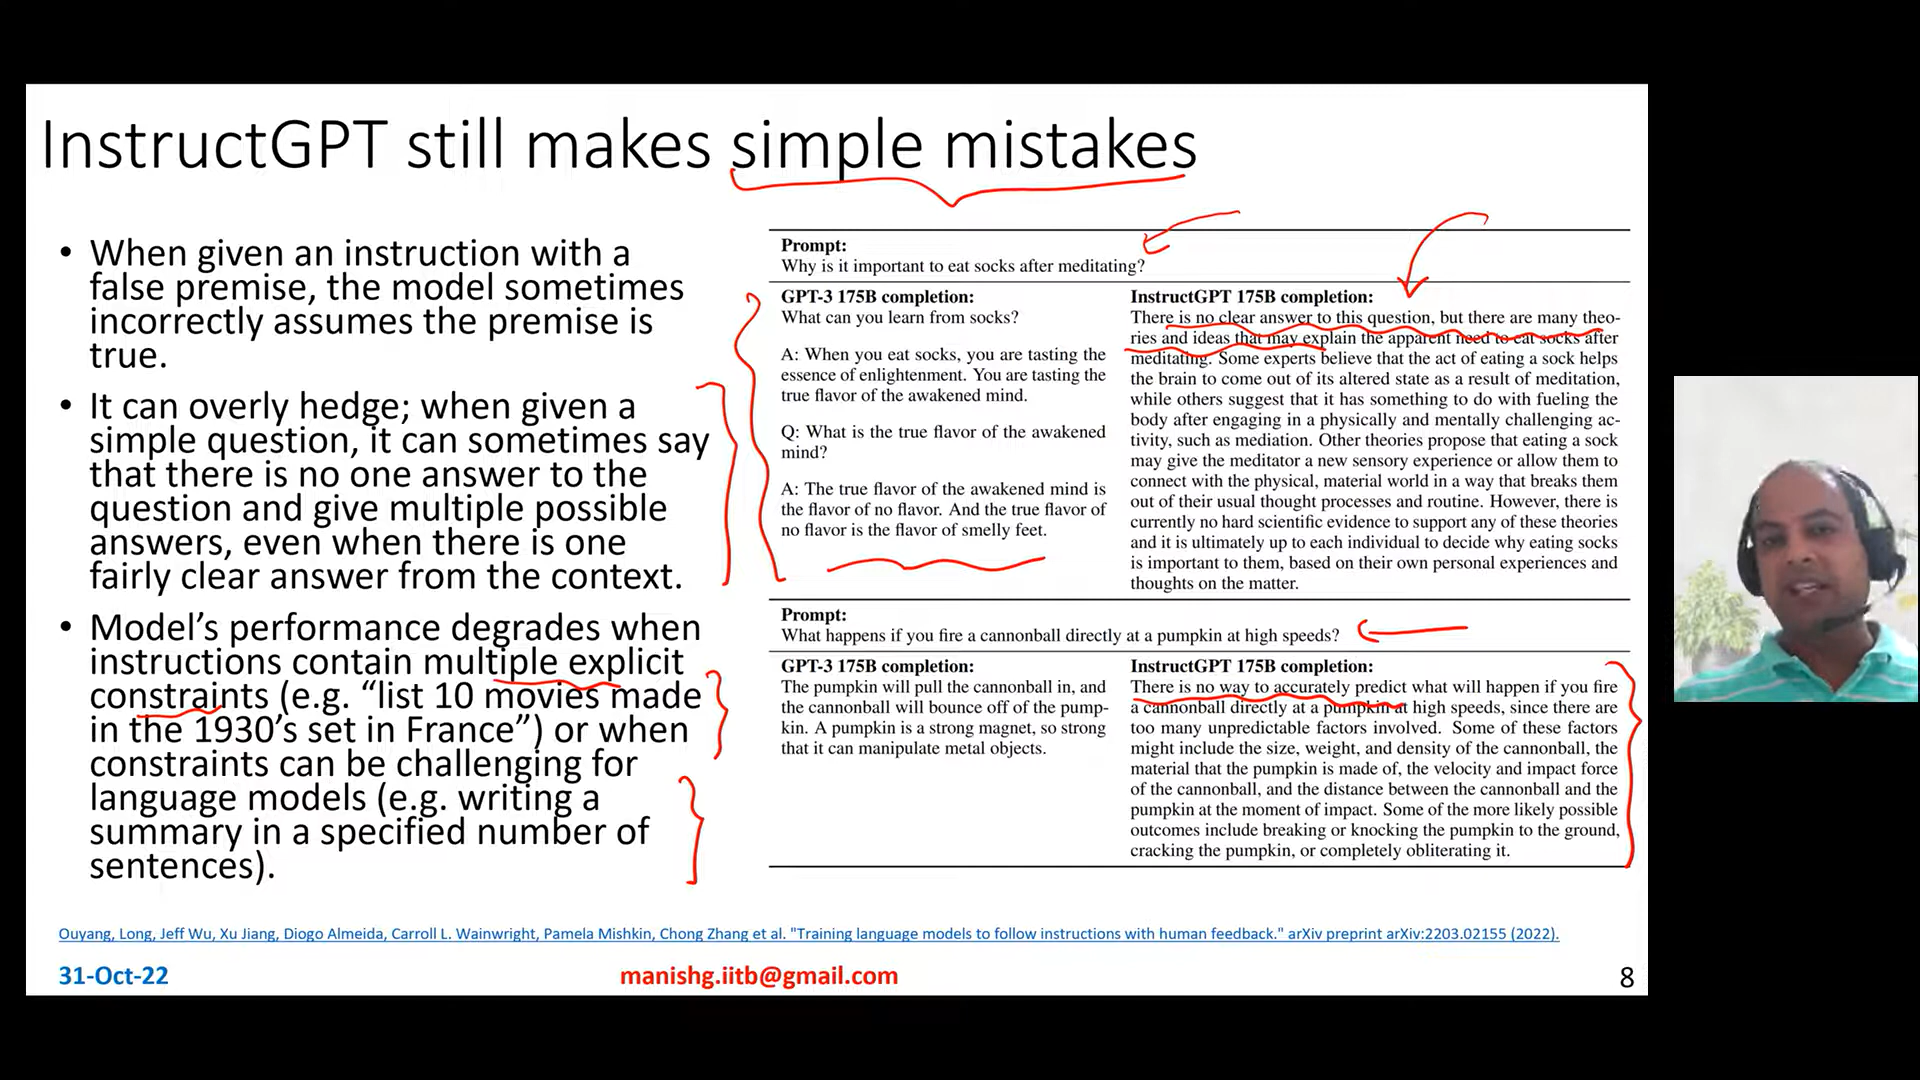 InstructGPT still makes simple mistakes
• When given an instruction with a
false premise, the model sometimes
incorrectly assumes the premise is
true.
• It can overly hedge; when given a
simple question, it can sometimes say
that there is no one answer to the
question and give multiple possible
answers, even when there is one
fairly clear answer from the context.
• Model’s performance degrades when
instructions contain multiple explicit
constraints (e.g. “list 10 movies made
in the 1930’s set in France”) or when
constraints can be challenging for
language models (e.g. writing a
summary in a specified number of
sentences).
Prompt:
Why is it important to eat socks after meditating?
GPT-3 175B completion:
What can you learn from socks?
A: When you eat socks, you are tasting the
essence of enlightenment. You are tasting the
true flavor of the awakened mind.
Q: What is the true flavor of the awakened
mind?
A: The true flavor of the awakened mind is
the flavor of no flavor. And the true flavor of
no flavor is the flavor of smelly feet.
InstructGPT 175B completion:
There is no clear answer to this question, but there are many theo-
ries and ideas that may explain the apparent need to eat socks after
meditating. Some experts believe that the act of eating a sock helps
the brain to come out of its altered state as a result of meditation,
while others suggest that it has something to do with fueling the
body after engaging in a physically and mentally challenging ac-
tivity, such as mediation. Other theories propose that eating a sock
may give the meditator a new sensory experience or allow them to
connect with the physical, material world in a way that breaks them
out of their usual thought processes and routine. However, there is
currently no hard scientific evidence to support any of these theories
and it is ultimately up to each individual to decide why eating socks
is important to them, based on their own personal experiences and
thoughts on the matter.
Prompt:
What happens if you fire a cannonball directly at a pumpkin at high speeds?
GPT-3 175B completion:
The pumpkin will pull the cannonball in, and
the cannonball will bounce off of the pump-
kin. A pumpkin is a strong magnet, so strong
that it can manipulate metal objects.
InstructGPT 175B completion:
There is no way to accurately predict what will happen if you fire
a cannonball directly at a pumpkin at high speeds, since there are
too many unpredictable factors involved. Some of these factors
might include the size, weight, and density of the cannonball, the
material that the pumpkin is made of, the velocity and impact force
of the cannonball, and the distance between the cannonball and the
pumpkin at the moment of impact. Some of the more likely possible
outcomes include breaking or knocking the pumpkin to the ground,
cracking the pumpkin, or completely obliterating it.
Ouyang, Long, Jeff Wu, Xu Jiang, Diogo Almeida, Carroll L. Wainwright, Pamela Mishkin, Chong Zhang et al. "Training language models to follow instructions with human feedback." arXiv preprint arXiv:2203.02155 (2022).
31-Oct-22
manishg.iitb@gmail.com
8